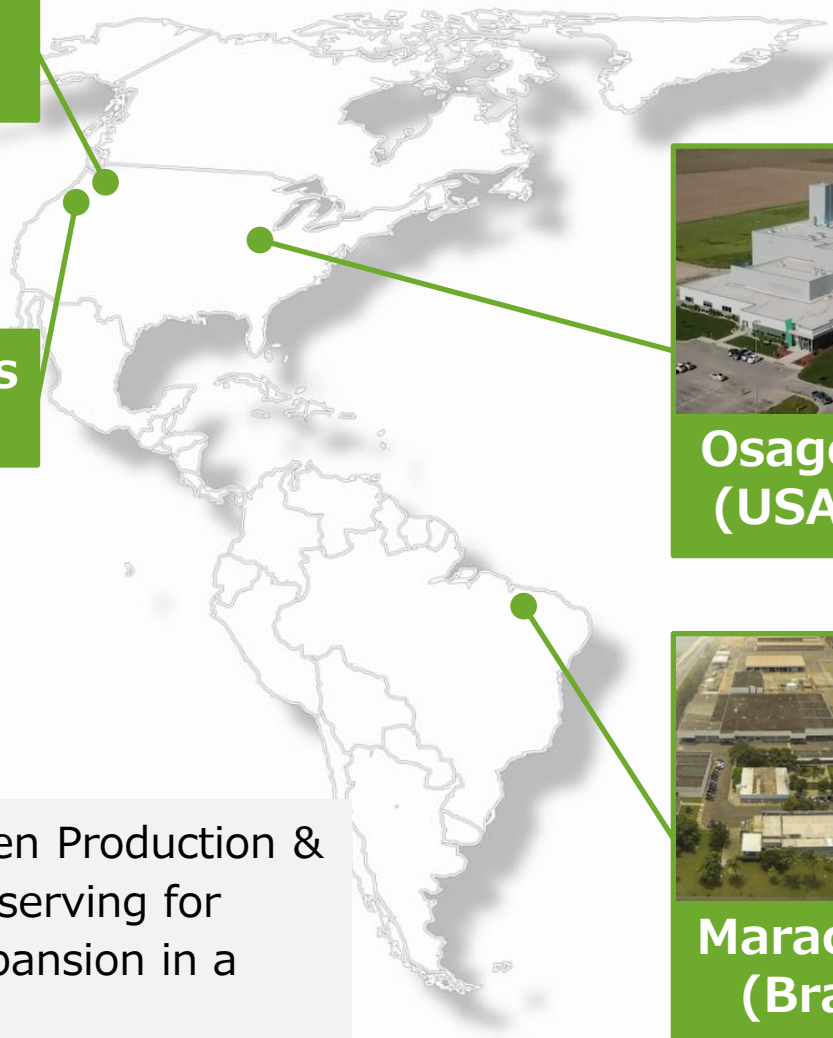 s
Osage
(USA
Marac
(Bra
en Production &
serving for
pansion in a